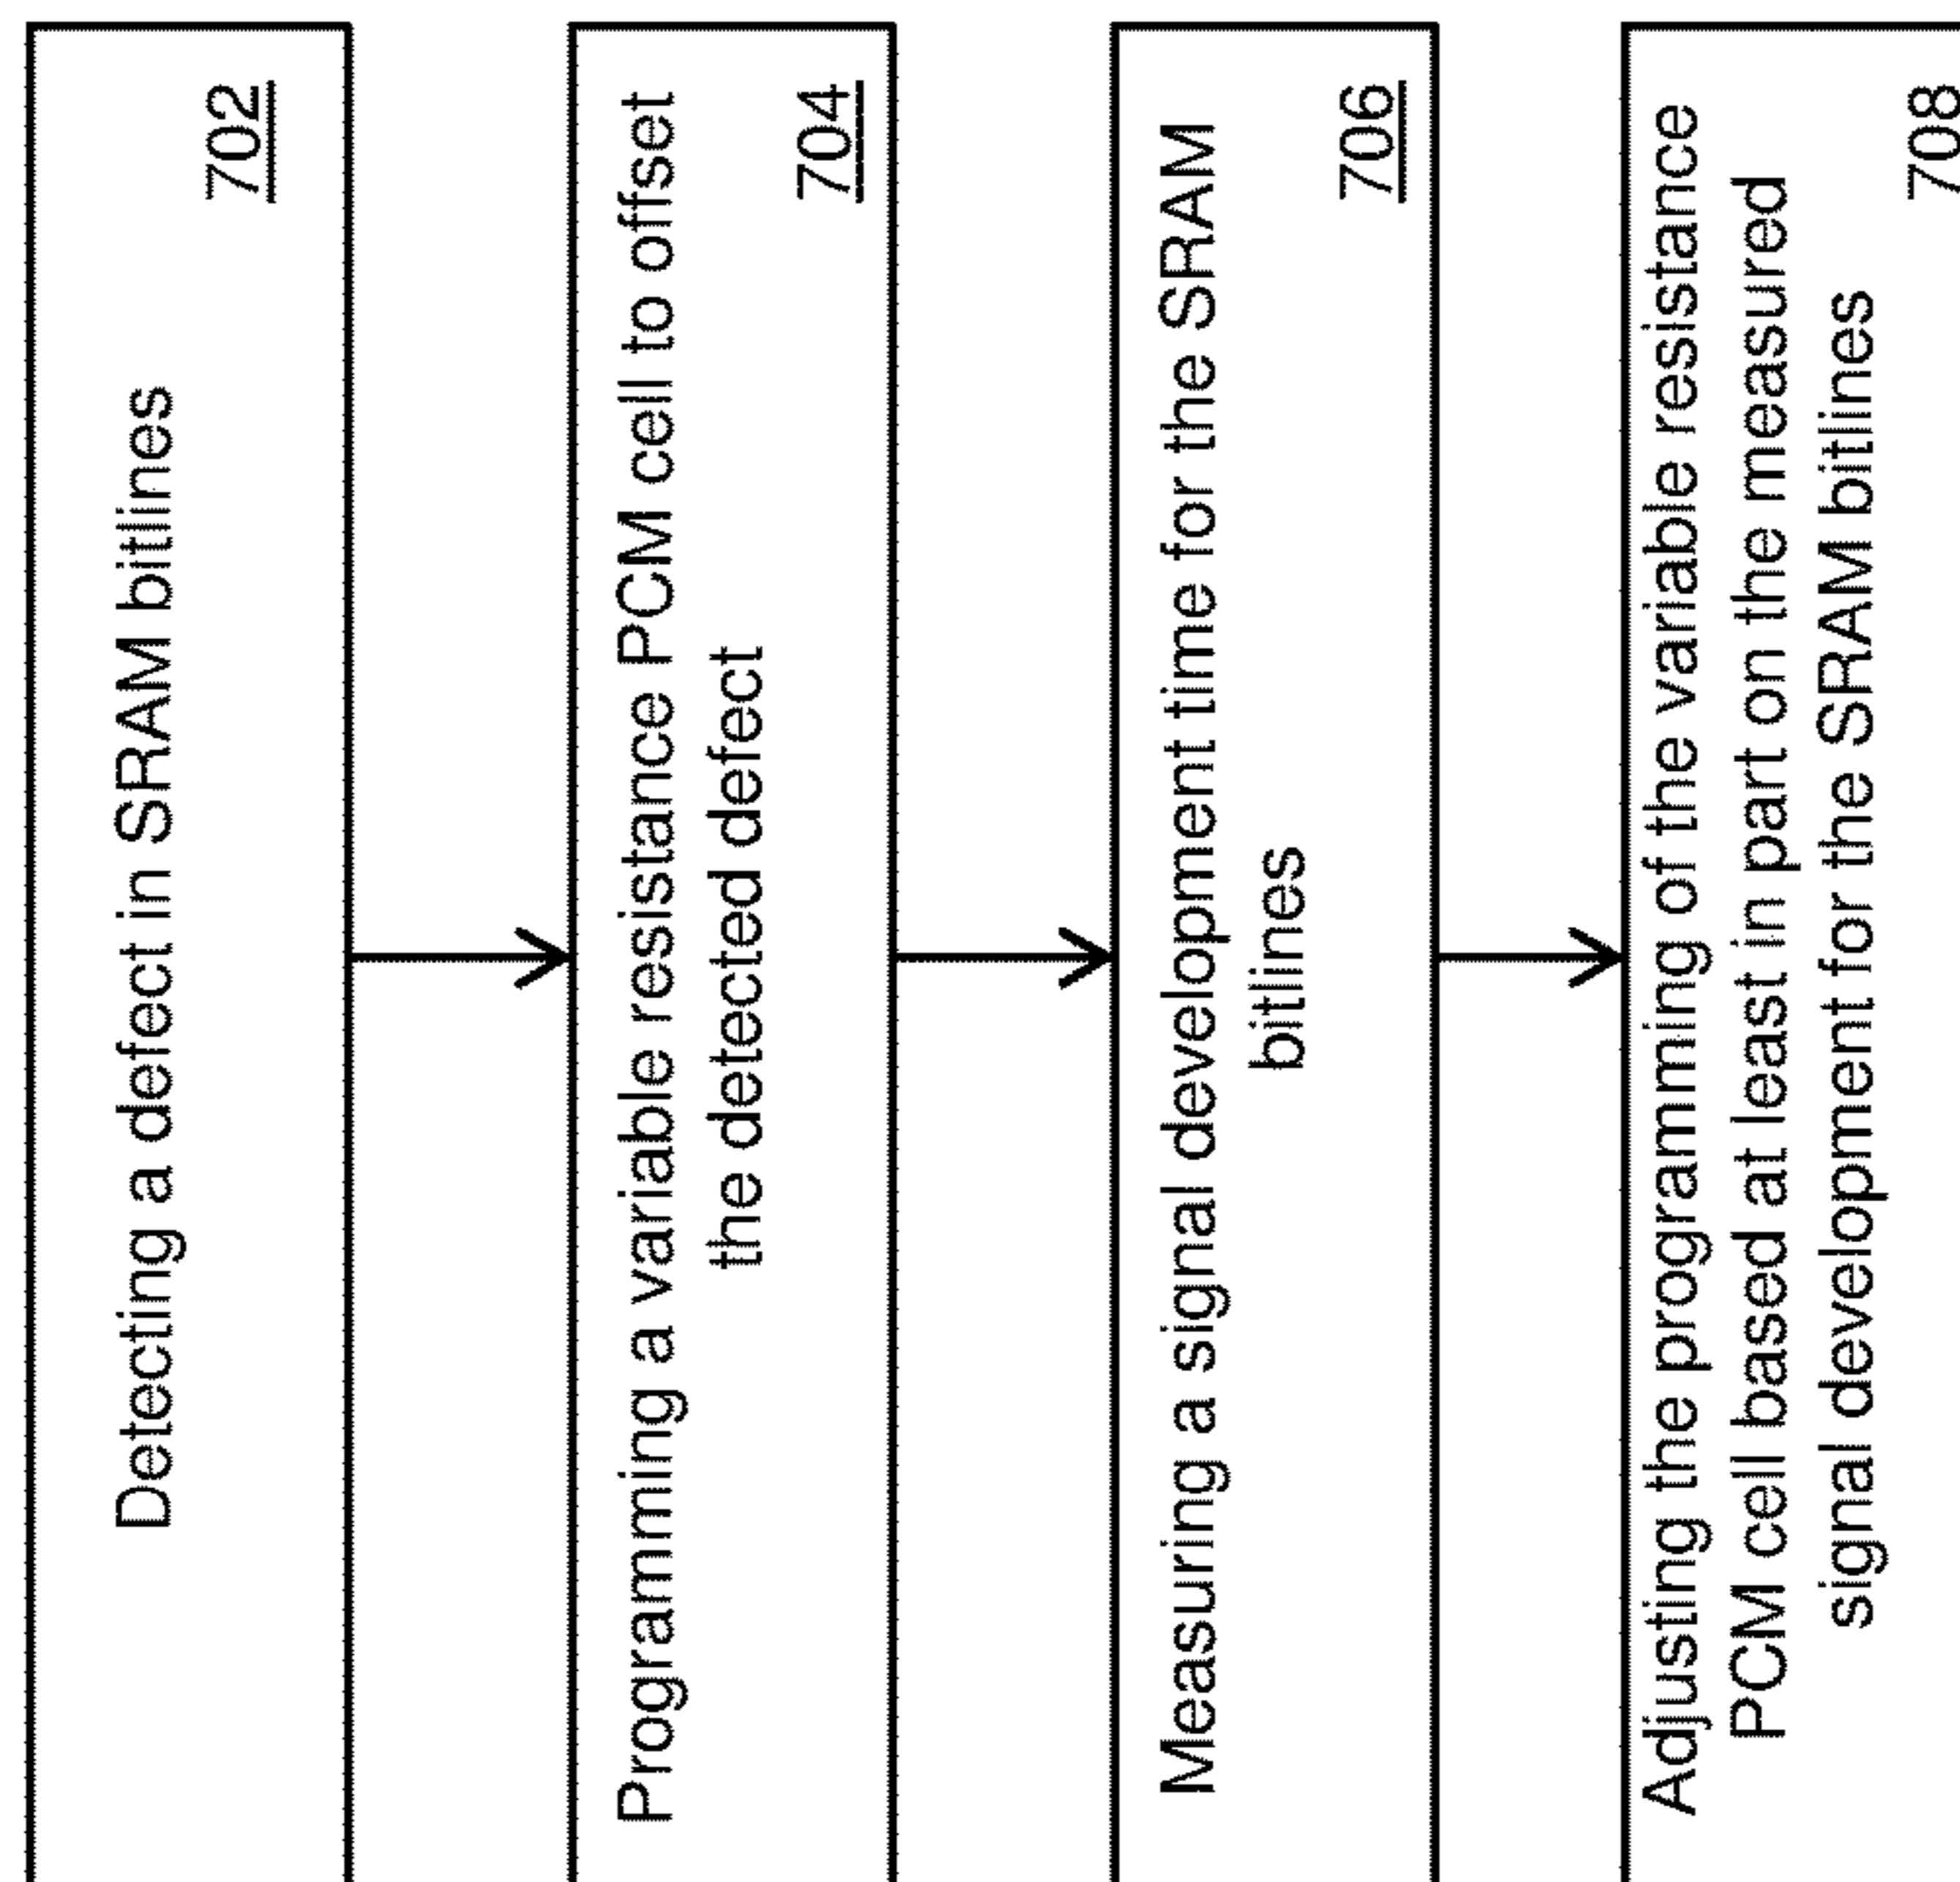 Detecting a defect in SRAM bitlines
702
Programming a variable resistance PCM cell to offset
the detected defect
704
Measuring a signal development time for the SRAM
bitlines
706
Adjusting the programming of the variable resistance
PCM cell based at least in part on the measured
signal development for the SRAM bitlines
708